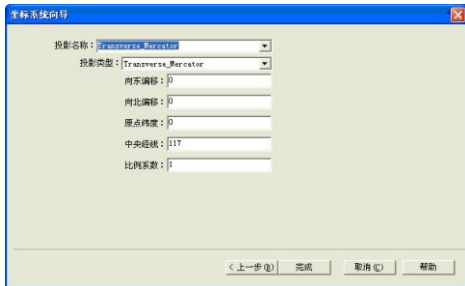 坐标系统向导
投影名称：Transverse_Mercator
投影类型：Transverse_Mercator
向东偏移：0
向北偏移：0
原点纬度：0
中央经线：117
比例系数：1
<上一步(B) 完成 取消(C) 帮助